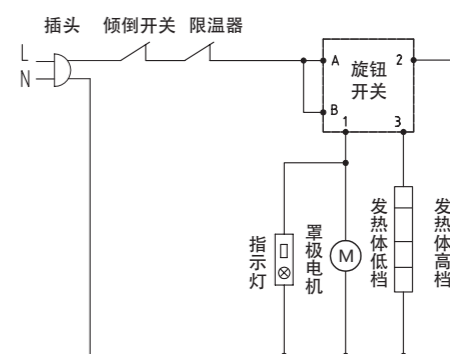 插头 倾倒开关 限温器
L
N
A 旋钮 2
开关
B
1 3
指示灯
罩极电机
M
发热体低档
发热体高档